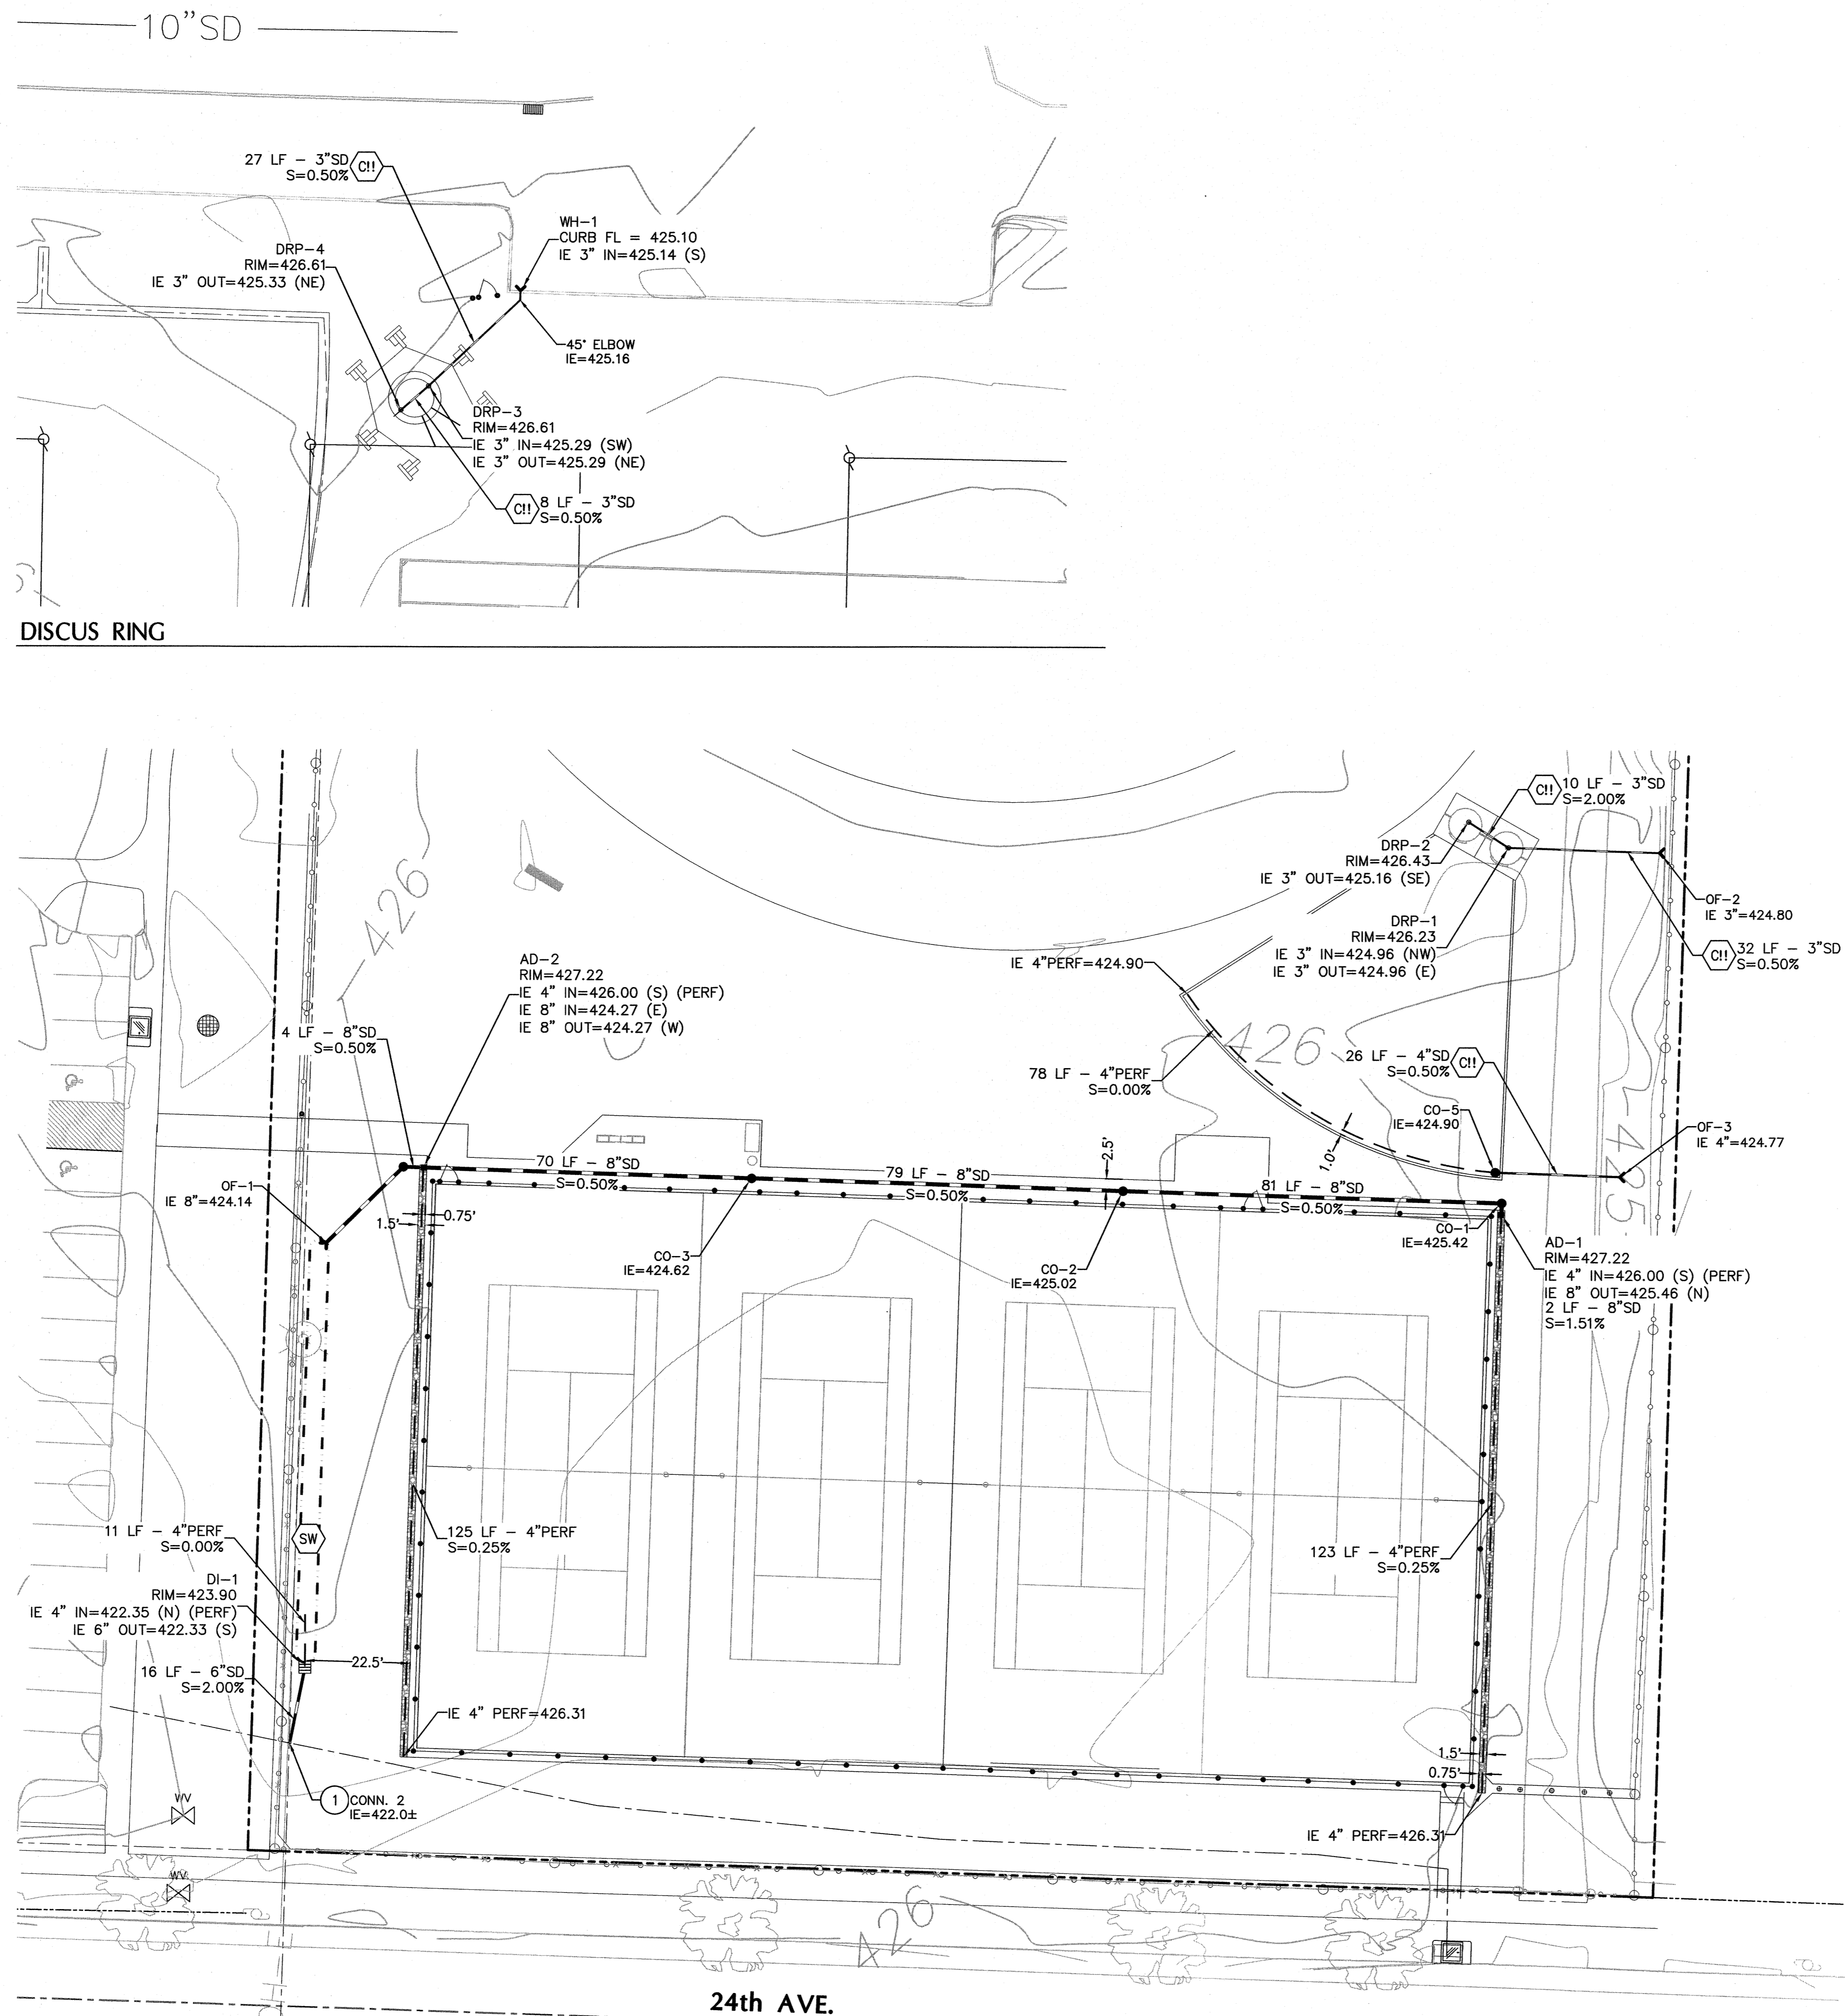 10”SD
27 LF – 3”SD
S=0.50%
C!!
WH-1
CURB FL = 425.10
IE 3” IN=425.14 (S)
DRP-4
RIM=426.61
IE 3” OUT=425.33 (NE)
45° ELBOW
IE=425.16
DRP-3
RIM=426.61
IE 3” IN=425.29 (SW)
IE 3” OUT=425.29 (NE)
C!!
8 LF – 3”SD
S=0.50%
DISCUS RING
C!!
10 LF – 3”SD
S=2.00%
DRP-2
RIM=426.43
IE 3” OUT=425.16 (SE)
OF-2
IE 3”=424.80
DRP-1
RIM=426.23
IE 3” IN=424.96 (NW)
IE 3” OUT=424.96 (E)
C!!
32 LF – 3”SD
S=0.50%
426
AD-2
RIM=427.22
IE 4” IN=426.00 (S) (PERF)
IE 8” IN=424.27 (E)
IE 8” OUT=424.27 (W)
IE 4”PERF=424.90
4 LF – 8”SD
S=0.50%
426
26 LF – 4”SD
S=0.50%
C!!
78 LF – 4”PERF
S=0.00%
CO-5
IE=424.90
OF-3
IE 4”=424.77
425
1.0'
2.5'
70 LF – 8”SD
S=0.50%
79 LF – 8”SD
S=0.50%
81 LF – 8”SD
S=0.50%
OF-1
IE 8”=424.14
0.75'
1.5'
CO-3
IE=424.62
CO-2
IE=425.02
CO-1
IE=425.42
AD-1
RIM=427.22
IE 4” IN=426.00 (S) (PERF)
IE 8” OUT=425.46 (N)
2 LF – 8”SD
S=1.51%
11 LF – 4”PERF
S=0.00%
SW
125 LF – 4”PERF
S=0.25%
123 LF – 4”PERF
S=0.25%
DI-1
RIM=423.90
IE 4” IN=422.35 (N) (PERF)
IE 6” OUT=422.33 (S)
22.5'
16 LF – 6”SD
S=2.00%
IE 4” PERF=426.31
1.5'
0.75'
1
CONN. 2
IE=422.0±
WV
IE 4” PERF=426.31
WV
426
24th AVE.